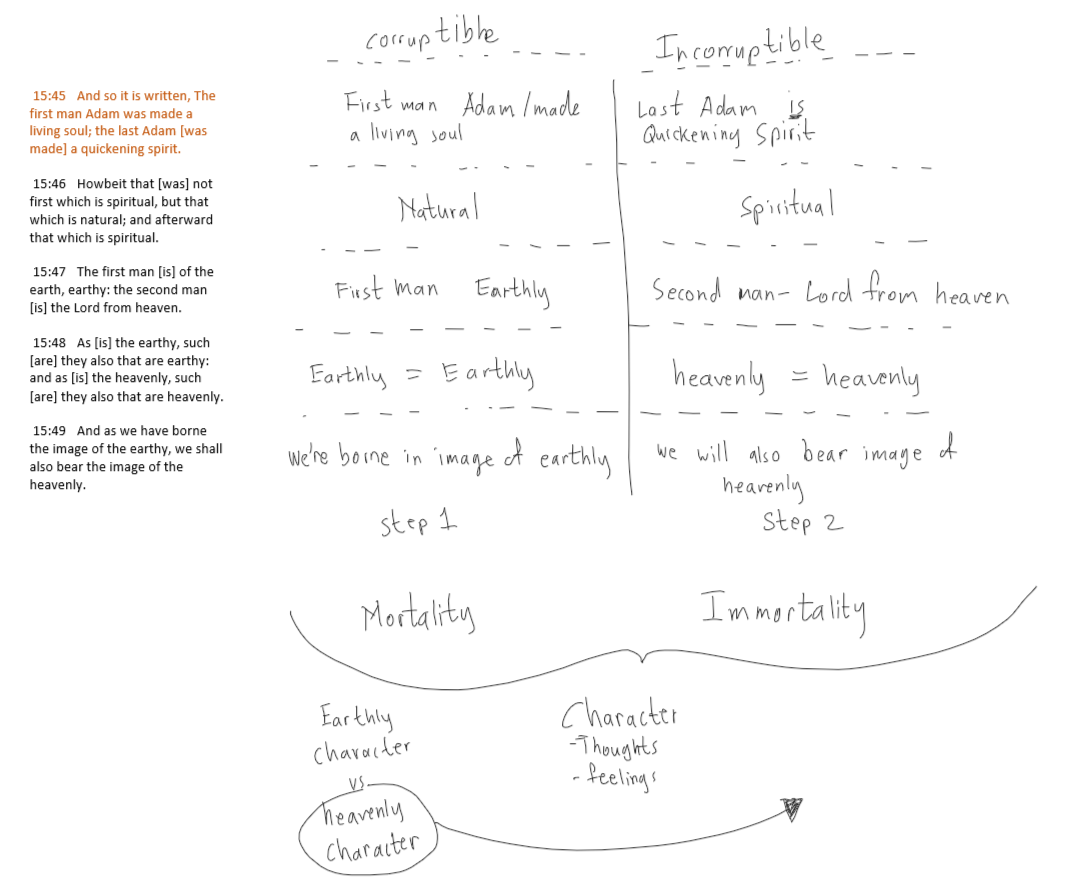 15:45 And so it is written, The
first man Adam was made a
living soul; the last Adam [was
made] a quickening spirit.
15:46 Howbeit that [was] not
first which is spiritual, but that
which is natural; and afterward
that which is spiritual.
15:47 The first man [is] of the
earth, earthy: the second man
[is] the Lord from heaven.
15:48 As [is] the earthy, such
[are] they also that are earthy:
and as [is] the heavenly, such
[are] they also that are heavenly.
15:49 And as we have borne
the image of the earthy, we shall
also bear the image of the
heavenly.
corruptible
Incorruptible
First man Adam/made
a living soul
Last Adam is
Quickening Spirit
Natural
Spiritual
First man Earthly
Second man- Lord from heaven
Earthly = Earthly
heavenly = heavenly
we're borne in image of earthly
we will also bear image of
heavenly
step 1
Step 2
Mortality
Immortality
Earthly
character
vs
heavenly
character
Character
-Thoughts
- feelings